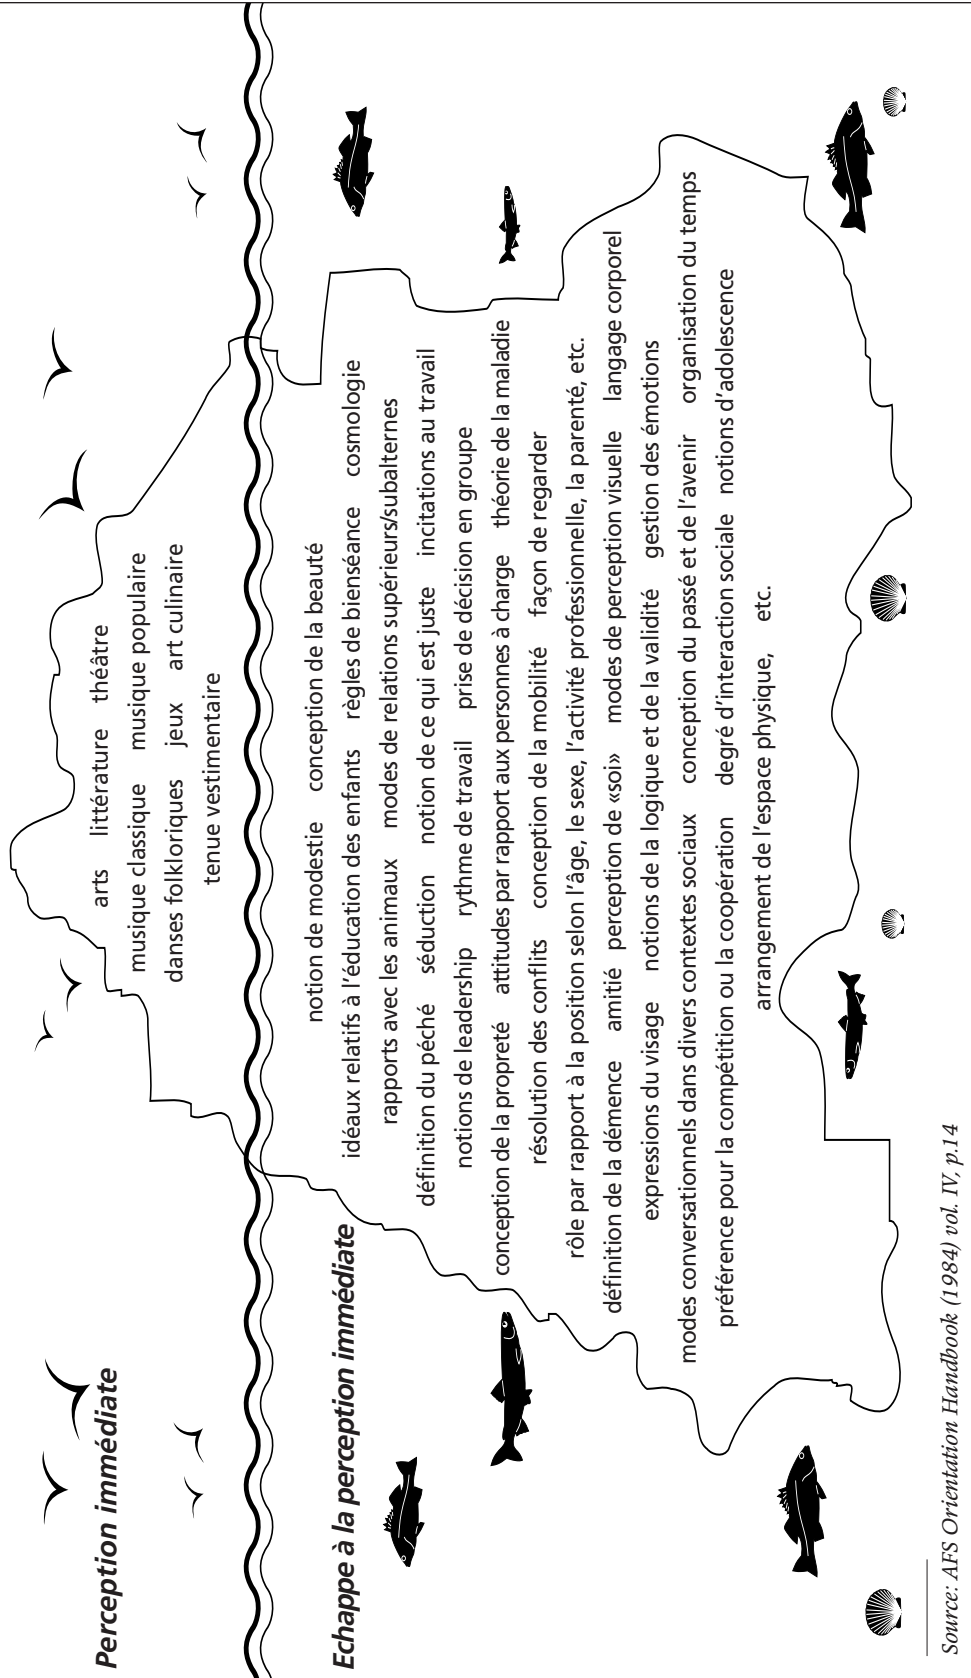 Perception immédiate
arts littérature théâtre
musique classique musique populaire
danses folkloriques jeux art culinaire
tenue vestimentaire
Echappe à la perception immédiate
notion de modestie conception de la beauté
idéaux relatifs à l'éducation des enfants règles de bienséance cosmologie
rapports avec les animaux modes de relations supérieurs/subalternes
définition du péché séduction notion de ce qui est juste incitations au travail
notions de leadership rythme de travail prise de décision en groupe
conception de la propreté attitudes par rapport aux personnes à charge théorie de la maladie
résolution des conflits conception de la mobilité façon de regarder
rôle par rapport à la position selon l'âge, le sexe, l'activité professionnelle, la parenté, etc.
définition de la démence amitié perception de «soi» modes de perception visuelle langage corporel
expressions du visage notions de la logique et de la validité gestion des émotions
modes conversationnels dans divers contextes sociaux conception du passé et de l'avenir organisation du temps
préférence pour la compétition ou la coopération degré d'interaction sociale notions d'adolescence
arrangement de l'espace physique, etc.
Source: AFS Orientation Handbook (1984) vol. IV, p.14